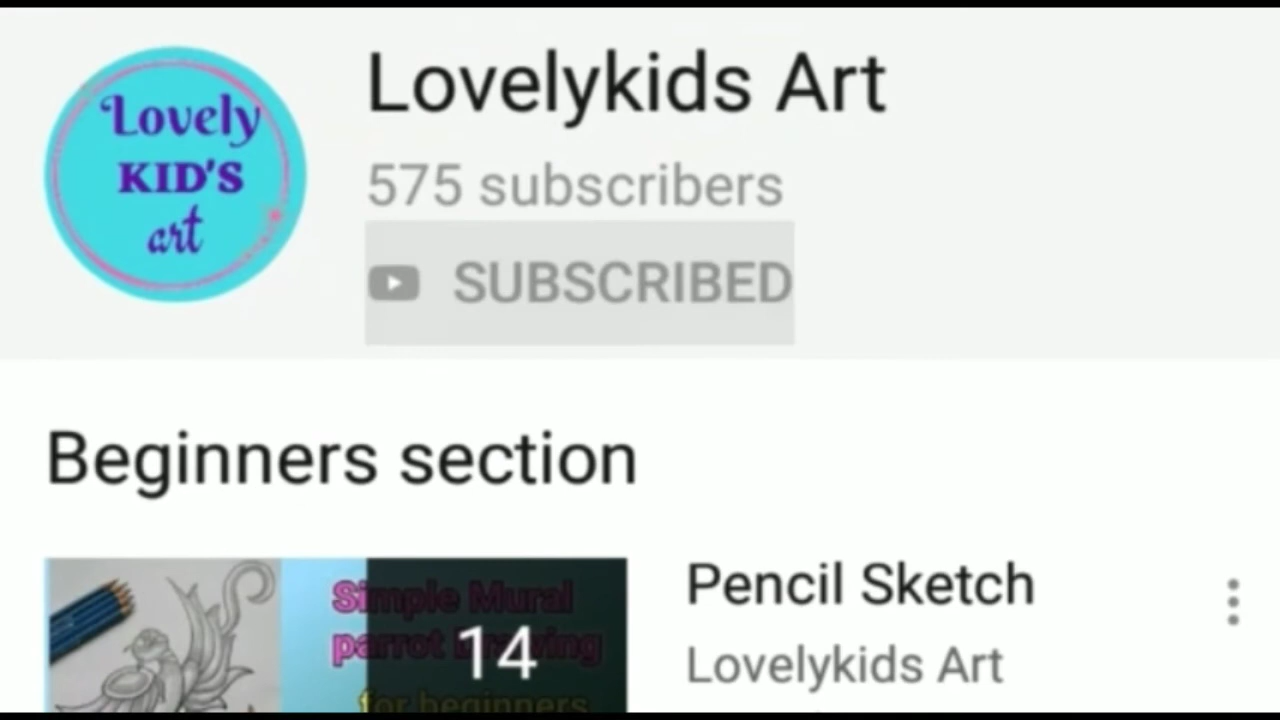 Lovely
KID'S
art
Lovelykids Art
575 subscribers
SUBSCRIBED
Beginners section
Simple Mural
parrot Drawing
for beginners
14
Pencil Sketch
Lovelykids Art